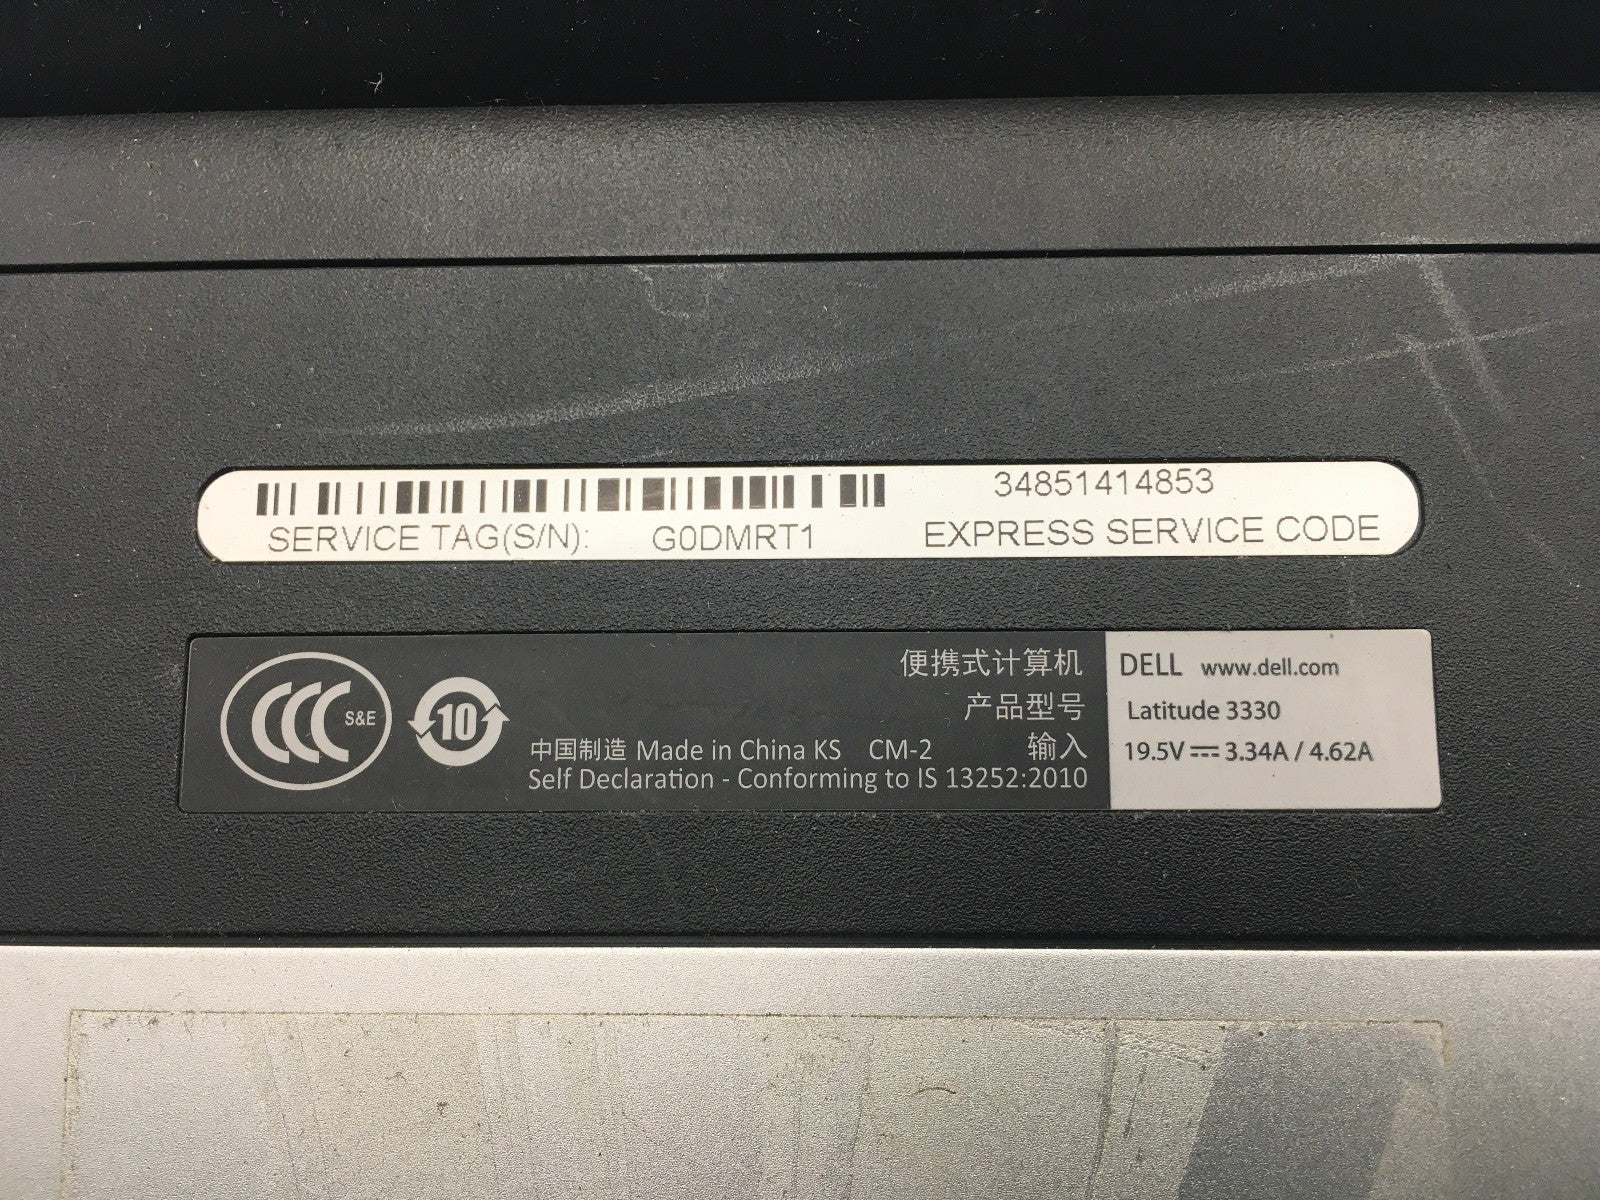 34851414853
SERVICE TAG(S/N): G0DMRT1 EXPRESS SERVICE CODE
便携式计算机 DELL www.dell.com
产品型号 Latitude 3330
CCC S&E 10
中国制造 Made in China KS CM-2 输入 19.5V⎓3.34A / 4.62A
Self Declaration - Conforming to IS 13252:2010